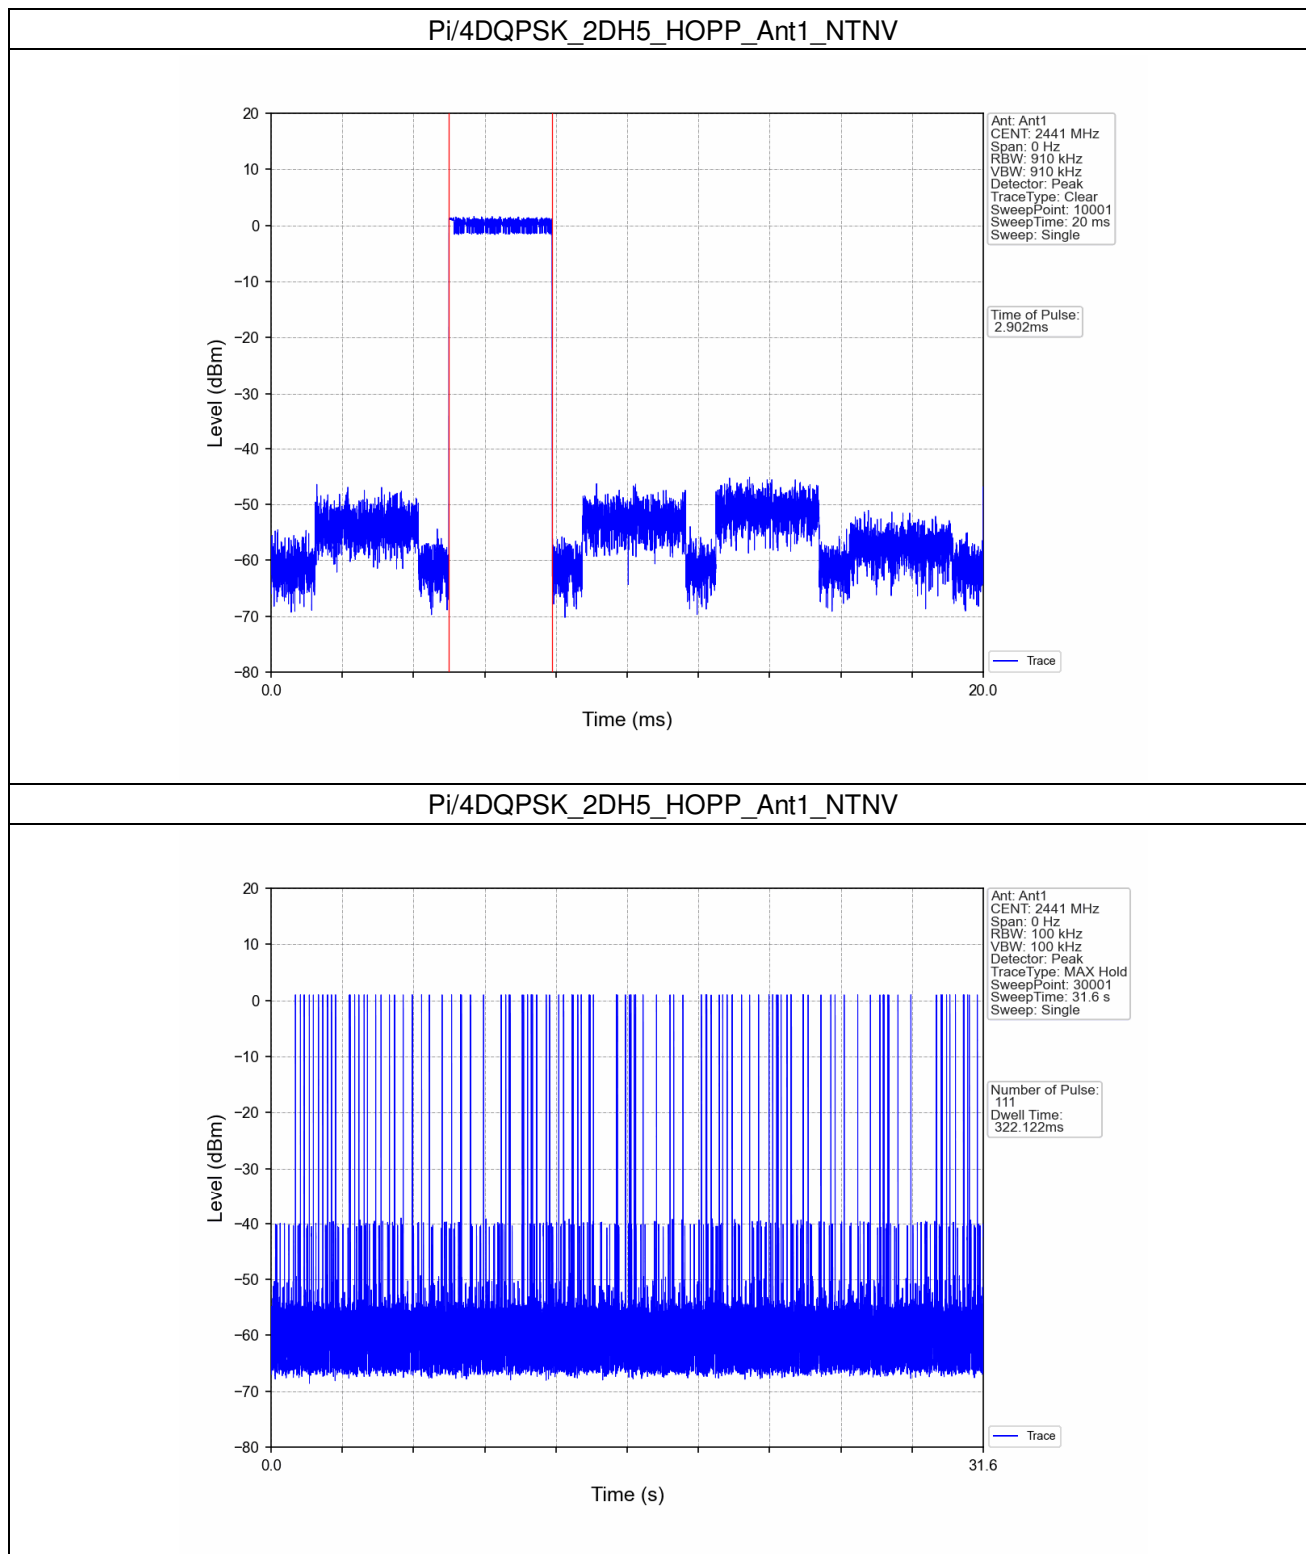 Pi/4DQPSK_2DH5_HOPP_Ant1_NTNV
20
10
0
−10
−20
−30
−40
−50
−60
−70
−80
Level (dBm)
0.0
20.0
Time (ms)
Ant: Ant1
CENT: 2441 MHz
Span: 0 Hz
RBW: 910 kHz
VBW: 910 kHz
Detector: Peak
TraceType: Clear
SweepPoint: 10001
SweepTime: 20 ms
Sweep: Single
Time of Pulse:
2.902ms
Trace
Pi/4DQPSK_2DH5_HOPP_Ant1_NTNV
20
10
0
−10
−20
−30
−40
−50
−60
−70
−80
Level (dBm)
0.0
31.6
Time (s)
Ant: Ant1
CENT: 2441 MHz
Span: 0 Hz
RBW: 100 kHz
VBW: 100 kHz
Detector: Peak
TraceType: MAX Hold
SweepPoint: 30001
SweepTime: 31.6 s
Sweep: Single
Number of Pulse:
111
Dwell Time:
322.122ms
Trace